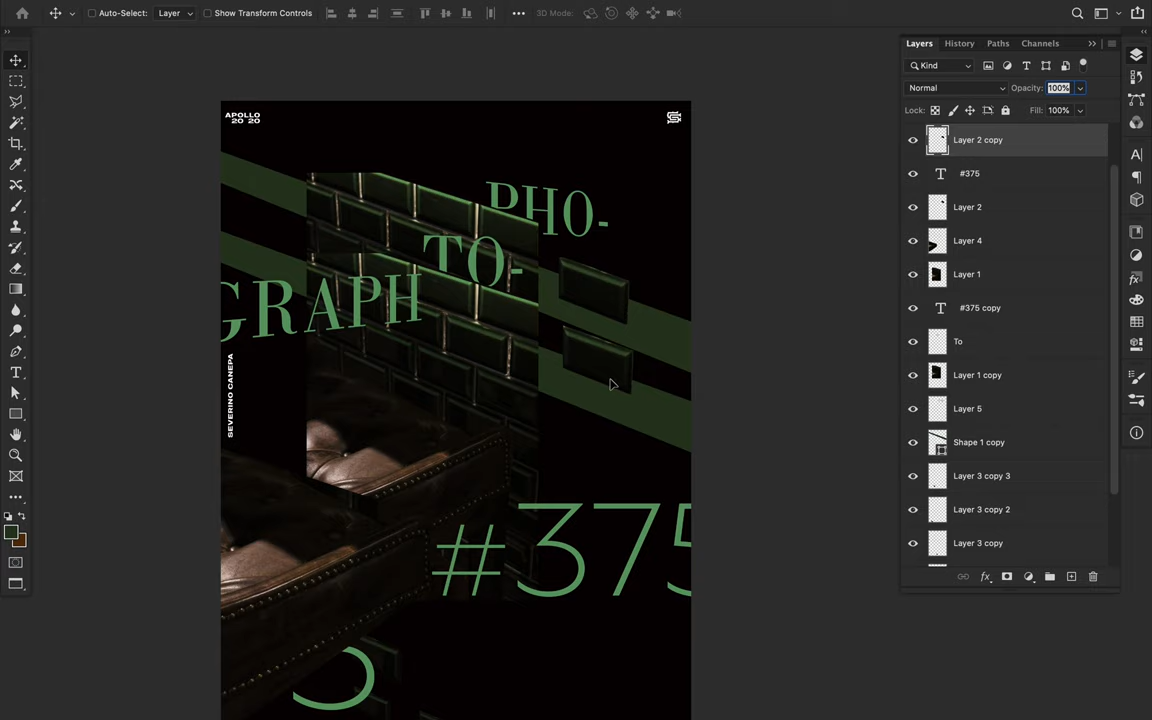 Auto-Select: Layer Show Transform Controls 3D Mode:
Layers History Paths Channels
Kind
Normal Opacity: 100%
Lock: Fill: 100%
Layer 2 copy
#375
Layer 2
Layer 4
Layer 1
#375 copy
To
Layer 1 copy
Layer 5
Shape 1 copy
Layer 3 copy 3
Layer 3 copy 2
Layer 3 copy
APOLLO
20 20
PHO-
TO-
GRAPH
SEVERINO CANEPA
#375
5